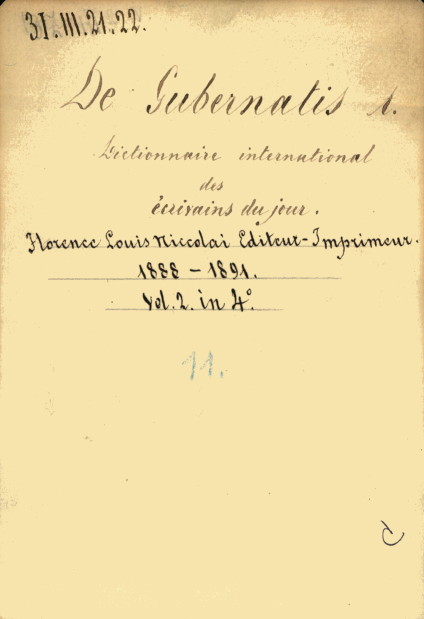 31.III.21.22.
De Gubernatis A.
Dictionnaire international
des
écrivains du jour.
Florence Louis Niccolai Editeur-Imprimeur.
1888 - 1891.
Vol. 2. in 4°.
11.